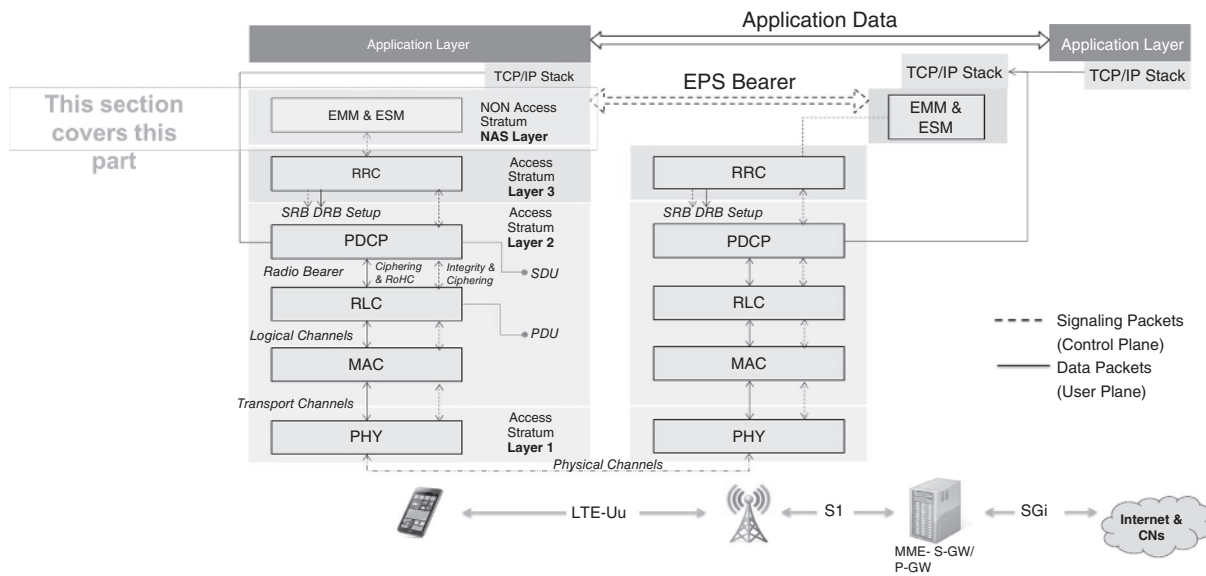 Application Data
Application Layer
Application Layer
TCP/IP Stack
TCP/IP Stack
TCP/IP Stack
This section
covers this
part
EMM & ESM
NON Access
Stratum
NAS Layer
EPS Bearer
EMM &
ESM
RRC
Access
Stratum
Layer 3
RRC
SRB DRB Setup
Access
Stratum
Layer 2
SRB DRB Setup
PDCP
PDCP
Radio Bearer
Ciphering
& RoHC
Integrity &
Ciphering
SDU
RLC
RLC
Logical Channels
PDU
MAC
MAC
Transport Channels
PHY
Access
Stratum
Layer 1
PHY
Physical Channels
Signaling Packets
(Control Plane)
Data Packets
(User Plane)
LTE-Uu
S1
SGi
MME- S-GW/
P-GW
Internet &
CNs